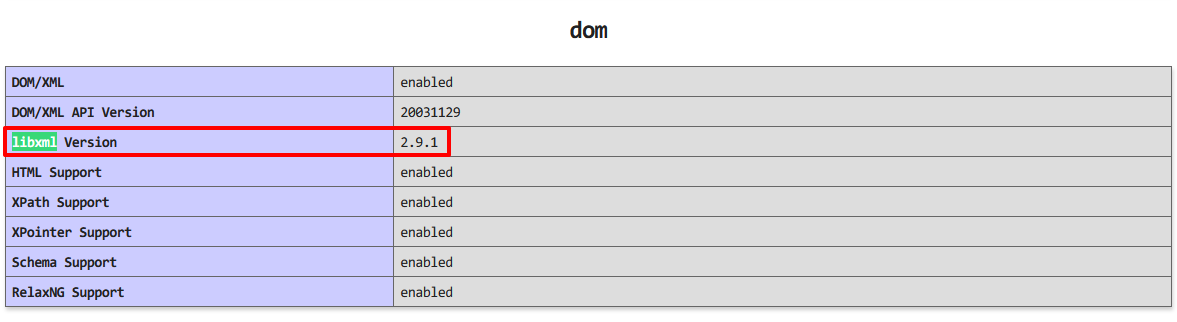 dom
DOM/XML enabled
DOM/XML API Version 20031129
libxml Version 2.9.1
HTML Support enabled
XPath Support enabled
XPointer Support enabled
Schema Support enabled
RelaxNG Support enabled